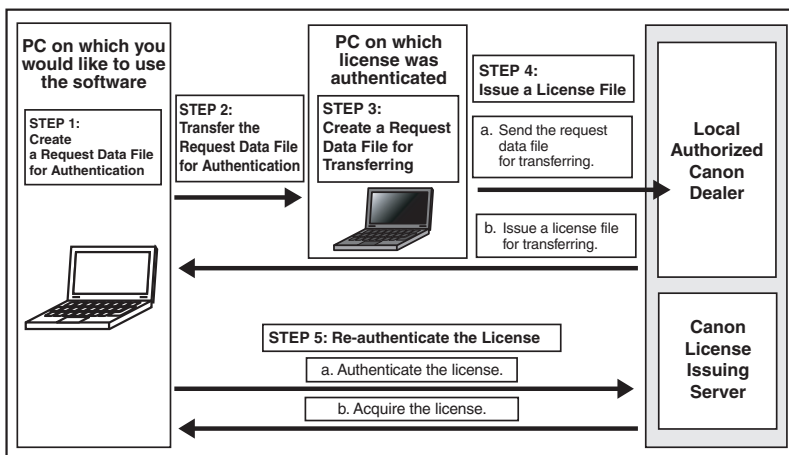 PC on which you
would like to use
the software
STEP 1:
Create
a Request Data File
for Authentication
STEP 2:
Transfer the
Request Data File
for Authentication
PC on which
license was
authenticated
STEP 3:
Create a Request
Data File for
Transferring
STEP 4:
Issue a License File
a. Send the request
data file
for transferring.
b. Issue a license file
for transferring.
Local
Authorized
Canon
Dealer
STEP 5: Re-authenticate the License
a. Authenticate the license.
b. Acquire the license.
Canon
License
Issuing
Server